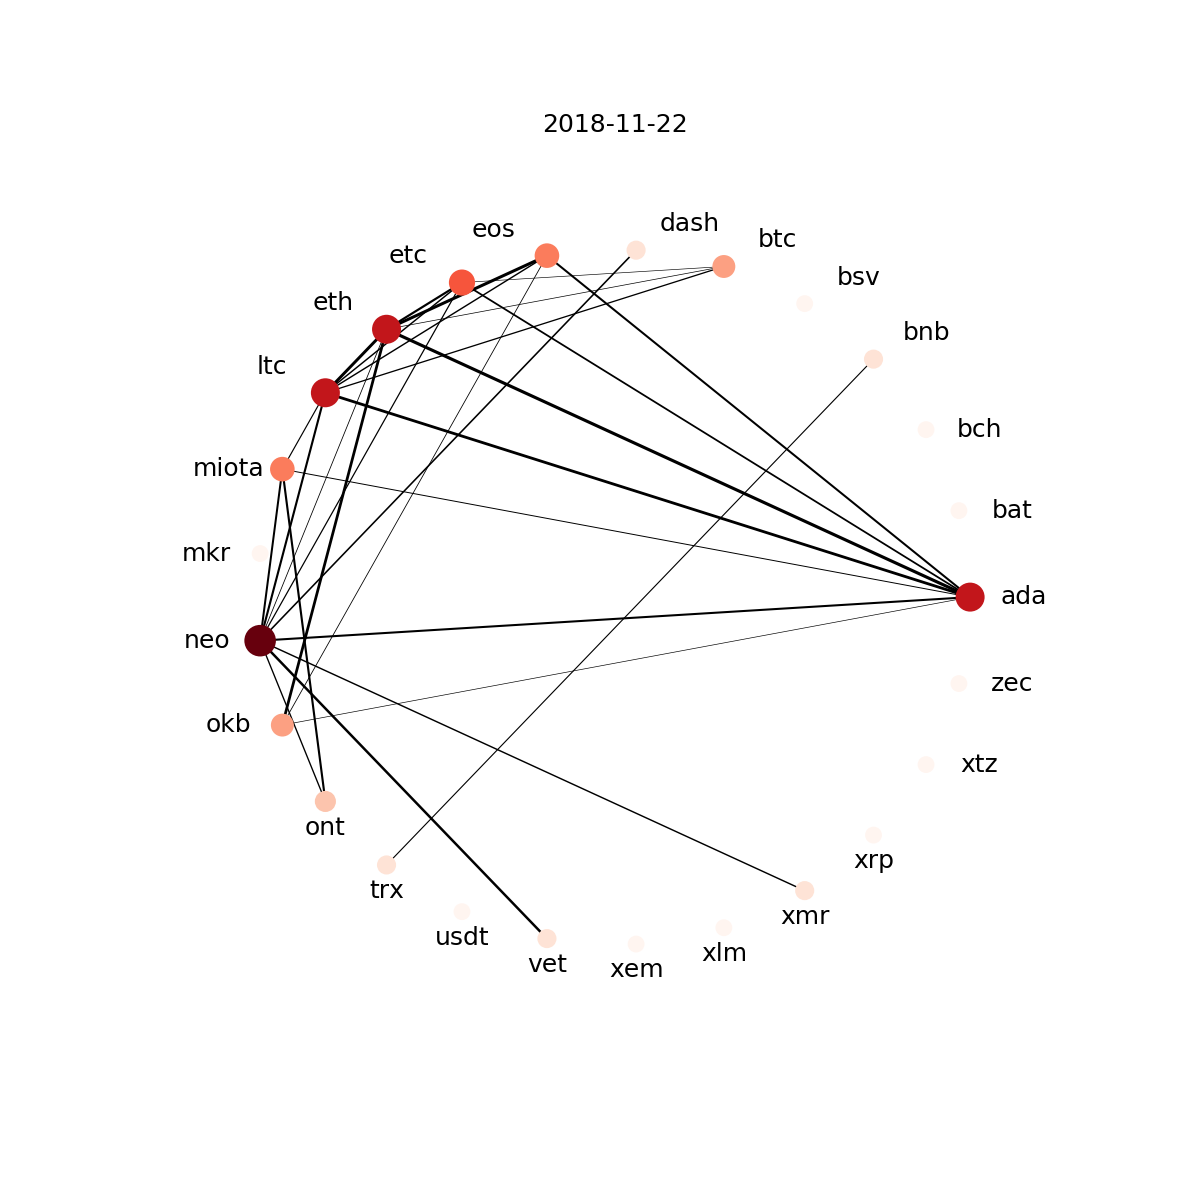 2018-11-22
dash
eos
btc
etc
bsv
eth
bnb
ltc
bch
miota
bat
mkr
ada
neo
zec
okb
xtz
ont
xrp
trx
xmr
usdt
xlm
vet
xem